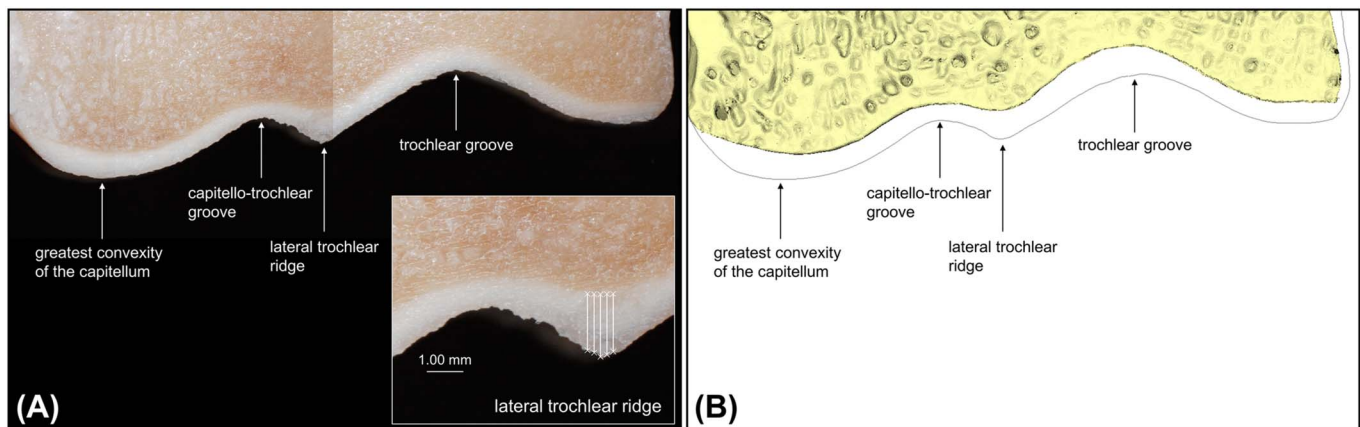 trochlear groove
capitello-trochlear
groove
greatest convexity
of the capitellum
lateral trochlear
ridge
1.00 mm
lateral trochlear ridge
(A)
trochlear groove
capitello-trochlear
groove
lateral trochlear
ridge
greatest convexity
of the capitellum
(B)